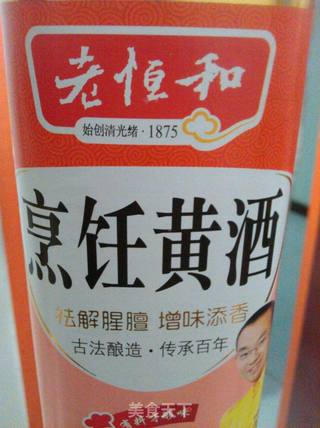 老恒和
始创清光绪·1875
烹饪黄酒
祛解腥膻 增味添香
古法酿造·传承百年
美食天下